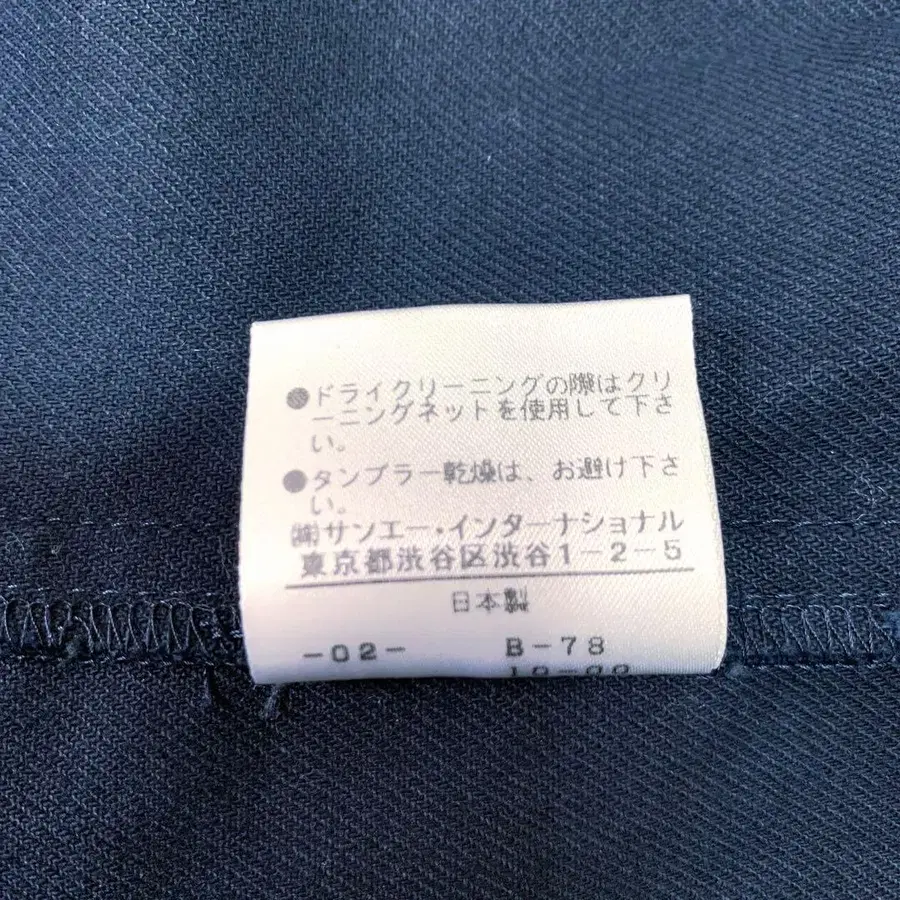 ●ドライクリーニングの際はクリ
ーニングネットを使用して下さ
い。
●タンブラー乾燥は、お避け下さ
い。
㈱サンエー・インターナショナル
東京都渋谷区渋谷1-2-5
日本製
-02- B-78